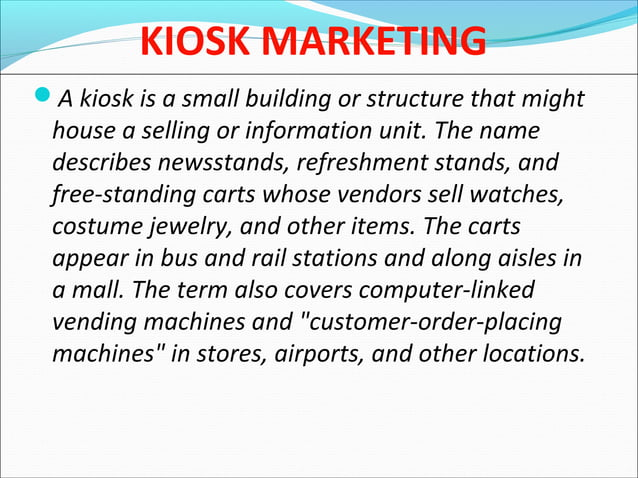 KIOSK MARKETING
A kiosk is a small building or structure that might
house a selling or information unit. The name
describes newsstands, refreshment stands, and
free-standing carts whose vendors sell watches,
costume jewelry, and other items. The carts
appear in bus and rail stations and along aisles in
a mall. The term also covers computer-linked
vending machines and "customer-order-placing
machines" in stores, airports, and other locations.